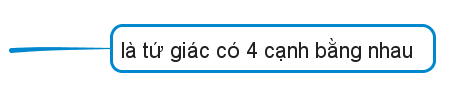 là tứ giác có 4 cạnh bằng nhau